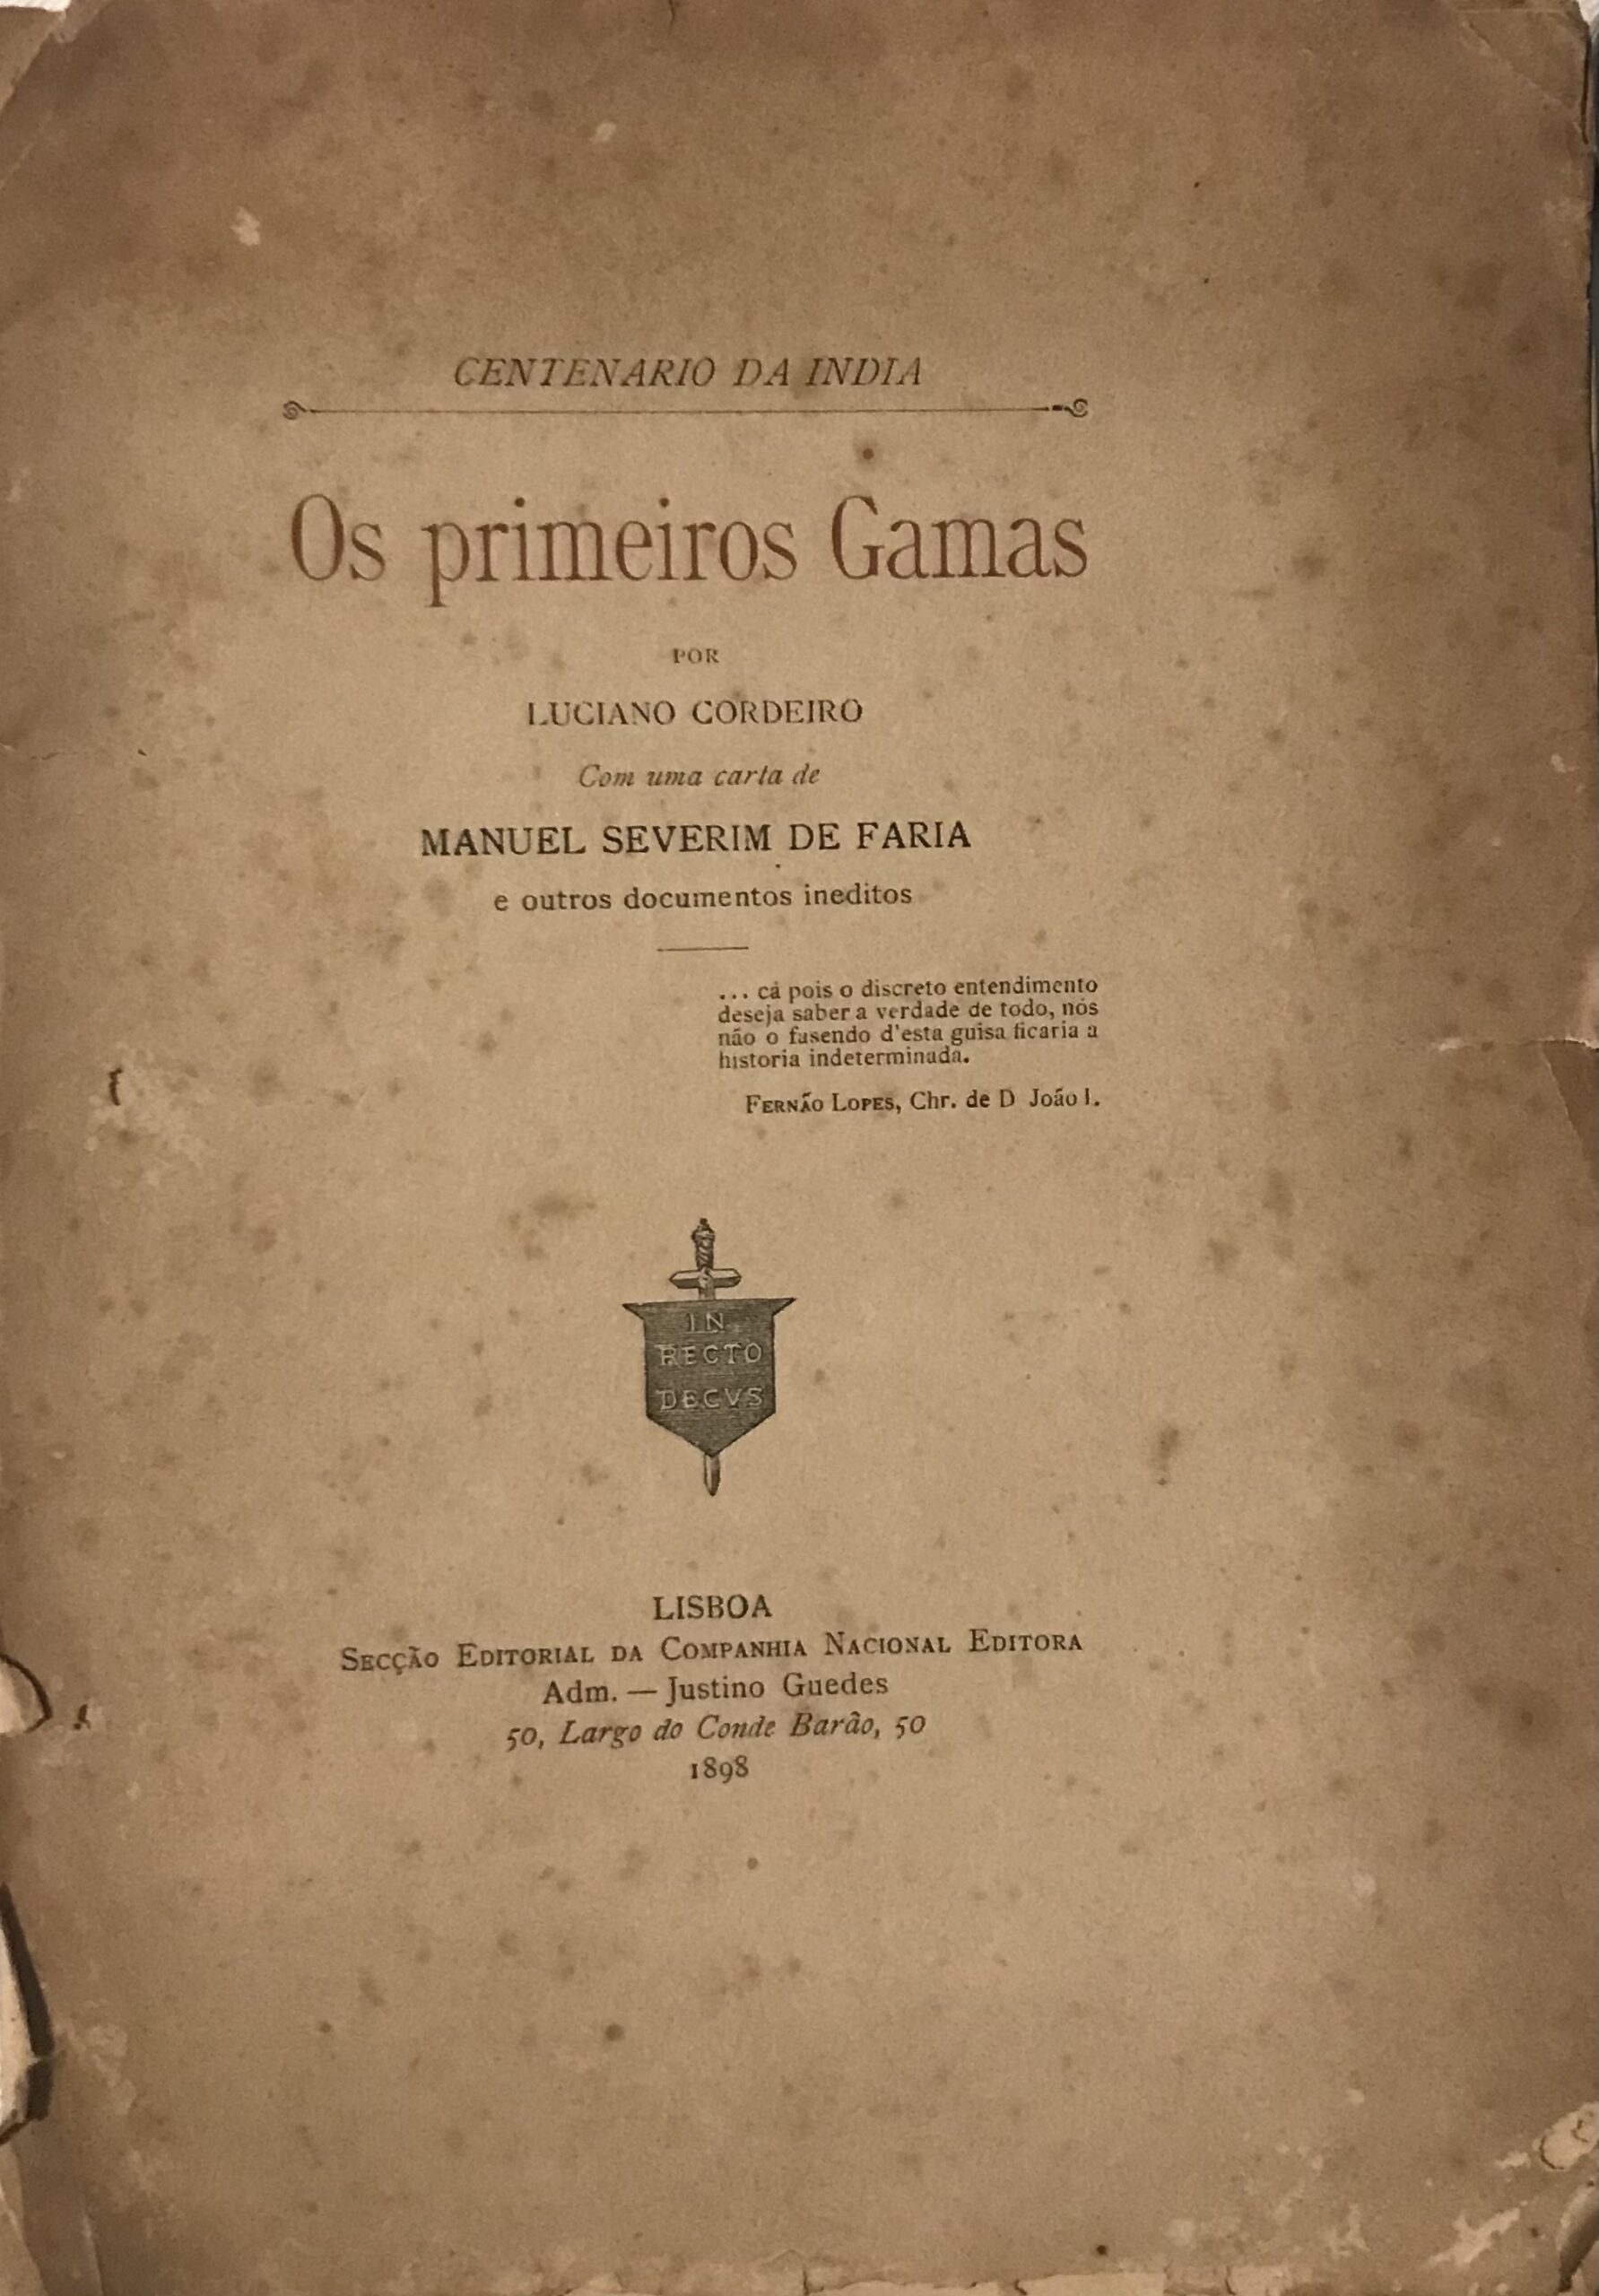 CENTENARIO DA INDIA
Os primeiros Gamas
POR
LUCIANO CORDEIRO
Com uma carta de
MANUEL SEVERIM DE FARIA
e outros documentos ineditos
... cá pois o discreto entendimento
deseja saber a verdade de todo, nós
não o fasendo d'esta guisa ficaria a
historia indeterminada.
FERNÃO LOPES, Chr. de D João I.
IN
RECTO
DECVS
LISBOA
SECÇÃO EDITORIAL DA COMPANHIA NACIONAL EDITORA
Adm. — Justino Guedes
50, Largo do Conde Barão, 50
1898